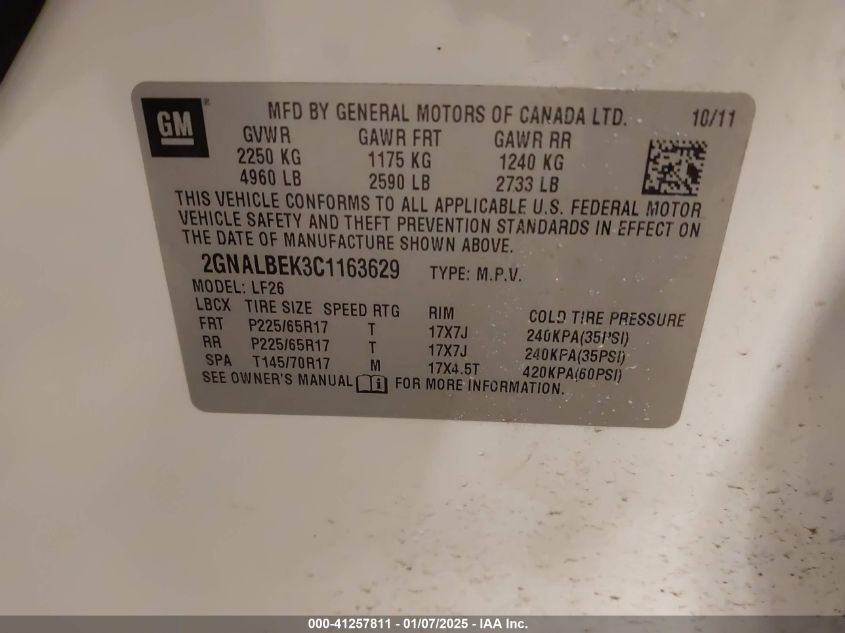 GM®
MFD BY GENERAL MOTORS OF CANADA LTD. 10/11
GVWR GAWR FRT GAWR RR
2250 KG 1175 KG 1240 KG
4960 LB 2590 LB 2733 LB
THIS VEHICLE CONFORMS TO ALL APPLICABLE U.S. FEDERAL MOTOR
VEHICLE SAFETY AND THEFT PREVENTION STANDARDS IN EFFECT ON
THE DATE OF MANUFACTURE SHOWN ABOVE.
2GNALBEK3C1163629 TYPE: M.P.V.
MODEL: LF26
LBCX TIRE SIZE SPEED RTG RIM COLD TIRE PRESSURE
FRT P225/65R17 T 17X7J 240KPA(35PSI)
RR P225/65R17 T 17X7J 240KPA(35PSI)
SPA T145/70R17 M 17X4.5T 420KPA(60PSI)
SEE OWNER'S MANUAL i FOR MORE INFORMATION.
000-41257811 - 01/07/2025 - IAA Inc.